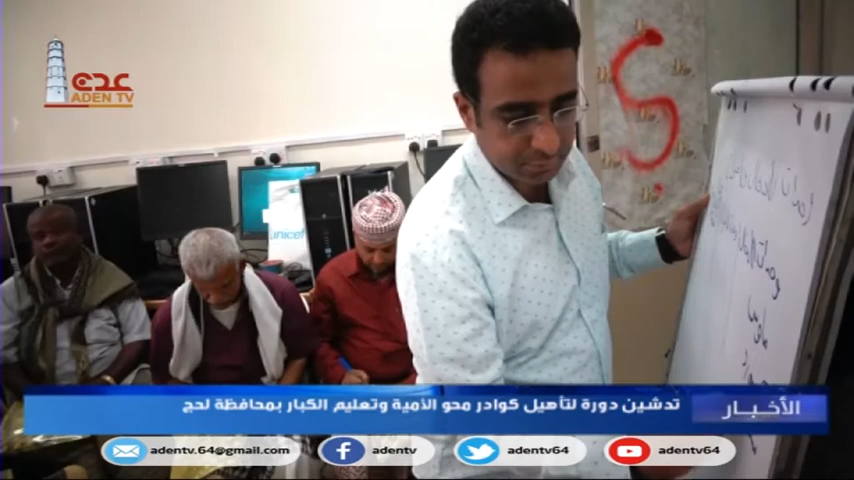 عدن
ADEN TV
unicef
الأخبار
تدشين دورة لتأهيل كوادر محو الأمية وتعليم الكبار بمحافظة لحج
adentv.64@gmail.com
adentv
adentv64
adentv64